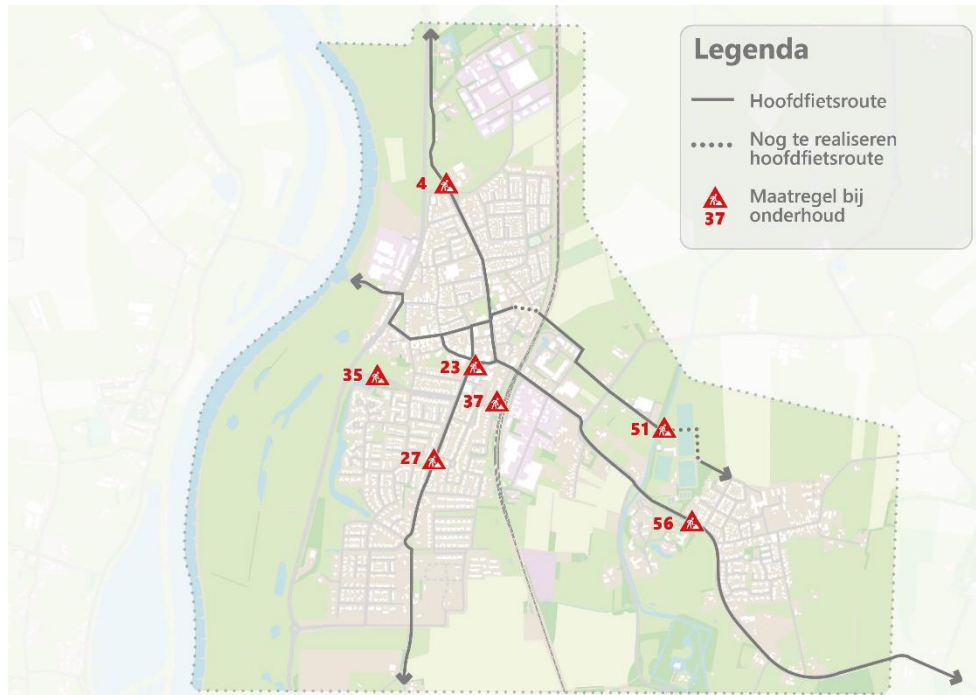 Legenda
Hoofdfietsroute
Nog te realiseren
hoofdfietsroute
Maatregel bij
37 onderhoud
4
23
35
37
27
51
56